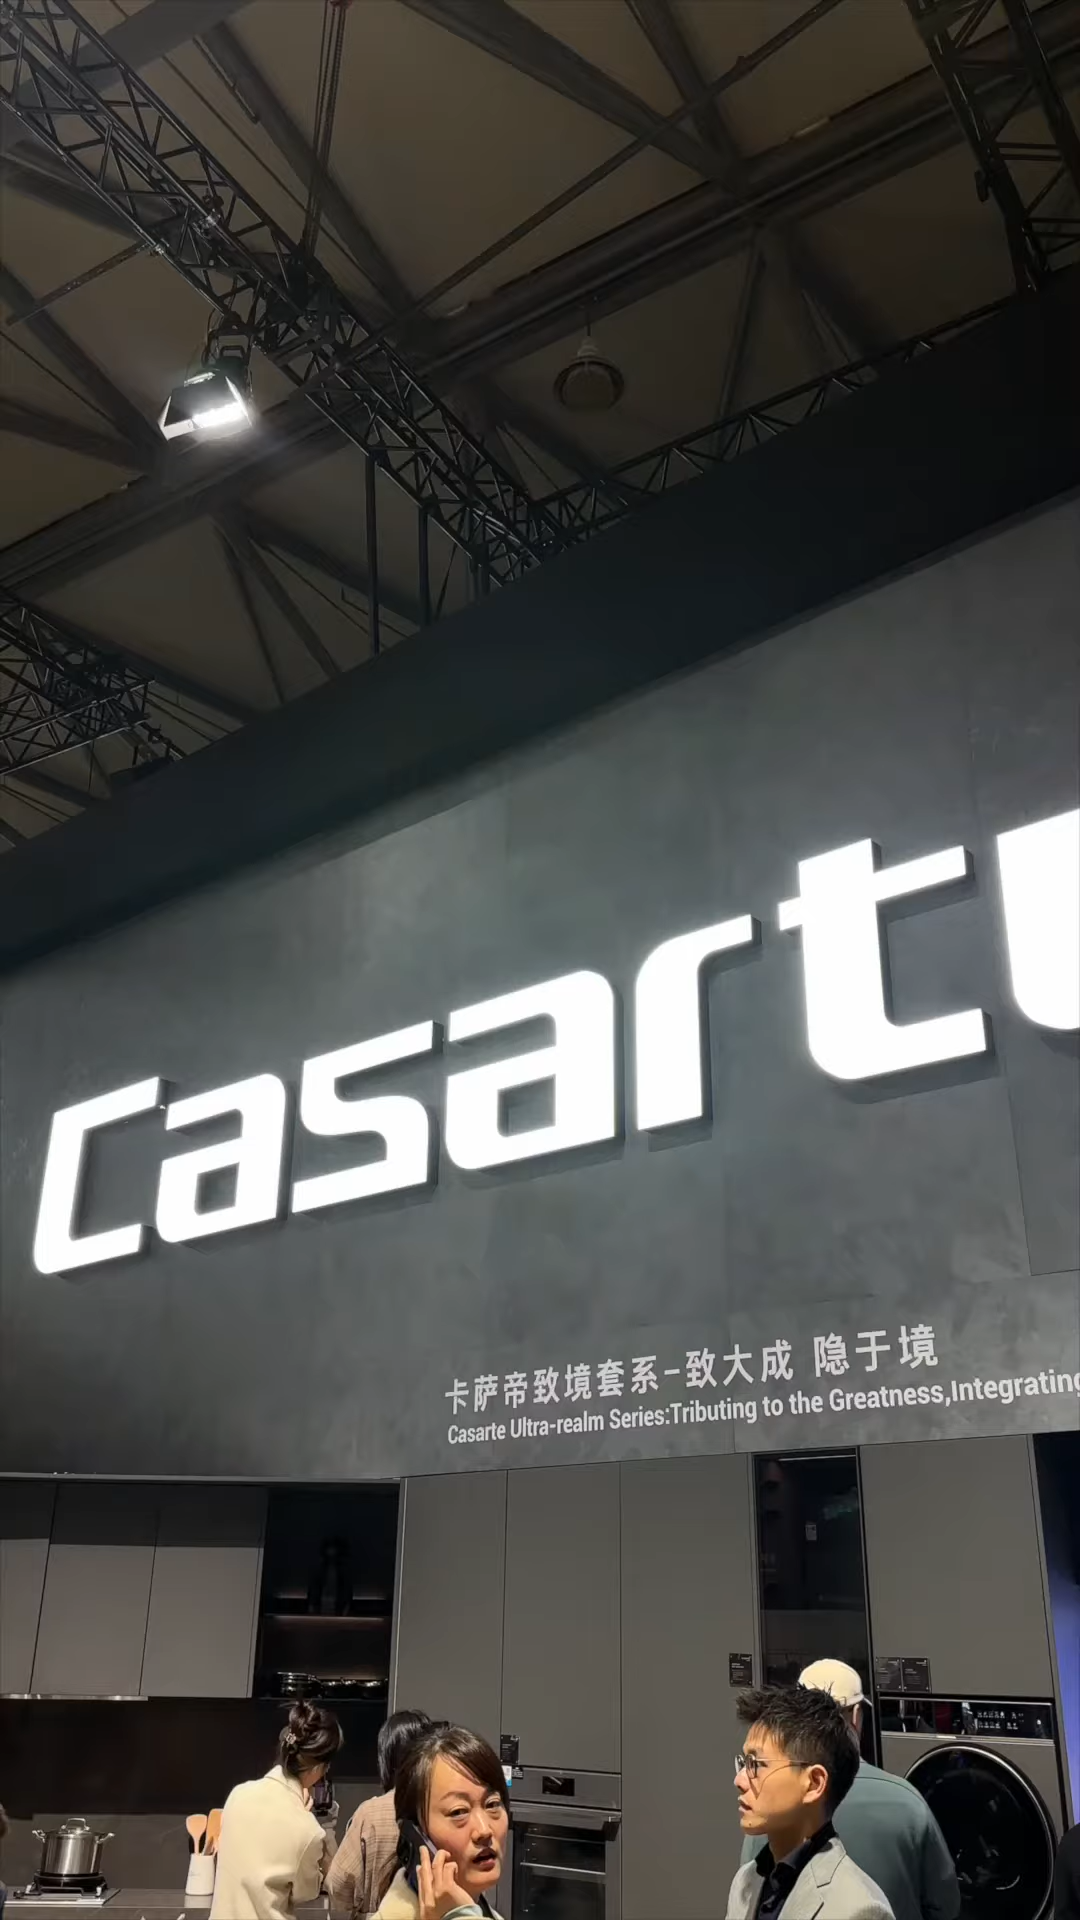 Casarte
卡萨帝致境套系-致大成 隐于境
Casarte Ultra-realm Series:Tributing to the Greatness,Integrating